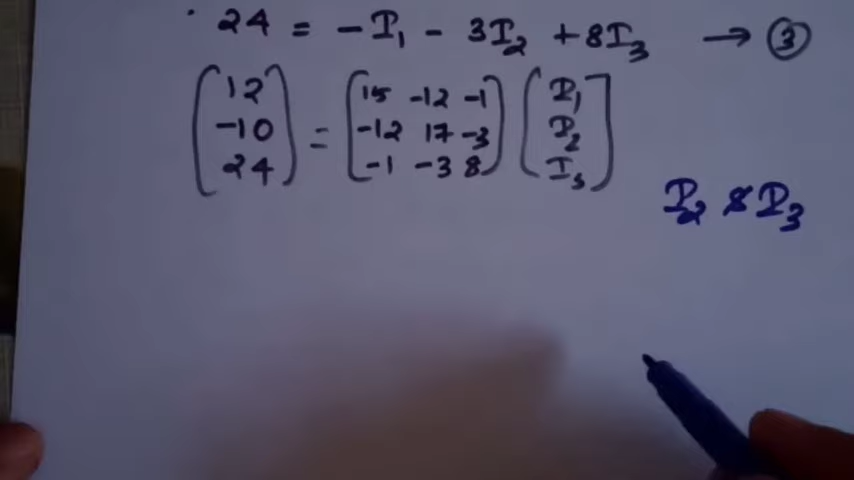 24 = -I₁ - 3I₂ + 8I₃ → ③
12 15 -12 -1 I₁
-10 = -12 17 -3 I₂
24 -1 -3 8 I₃
I₂ & I₃